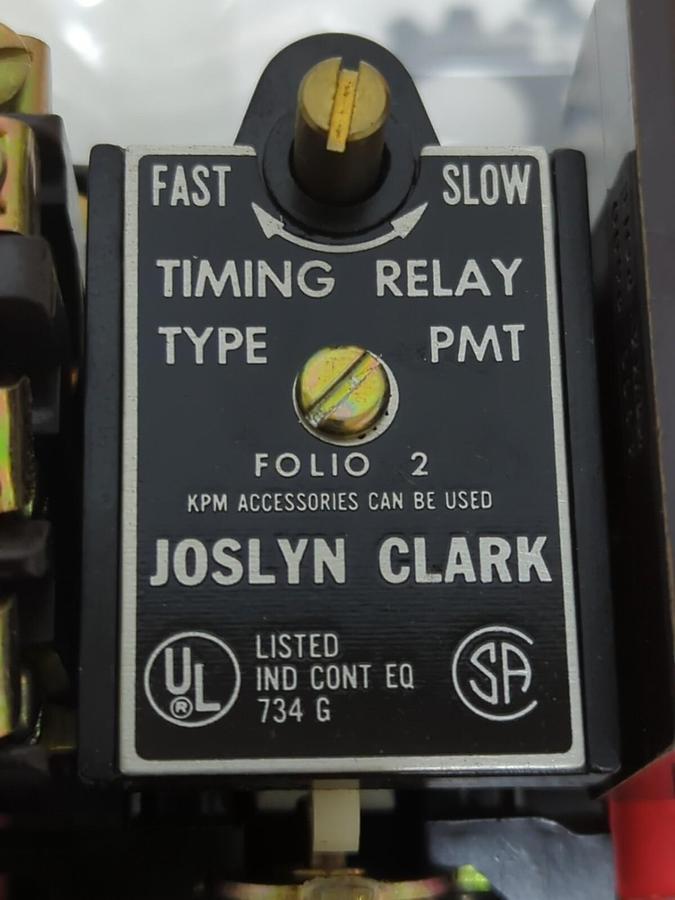 FAST SLOW
TIMING RELAY
TYPE PMT
FOLIO 2
KPM ACCESSORIES CAN BE USED
JOSLYN CLARK
UL ® LISTED SA
IND CONT EQ
734 G